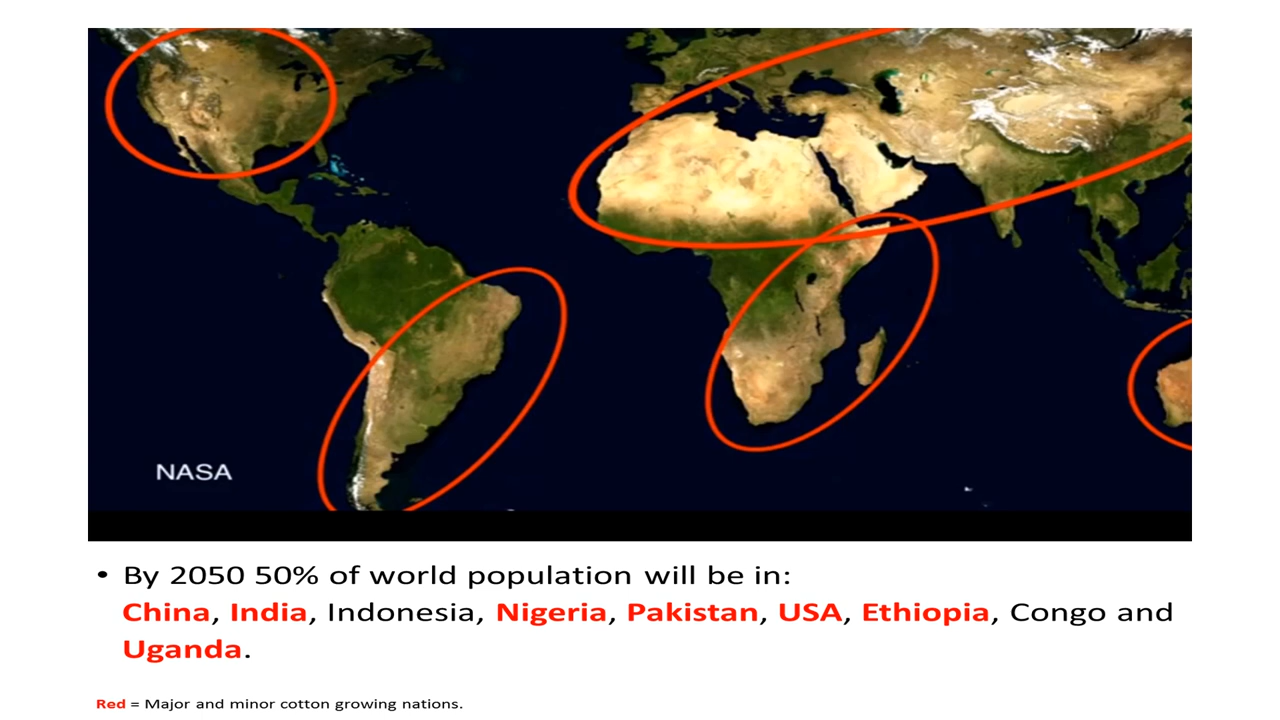 NASA
• By 2050 50% of world population will be in:
China, India, Indonesia, Nigeria, Pakistan, USA, Ethiopia, Congo and
Uganda.
Red = Major and minor cotton growing nations.